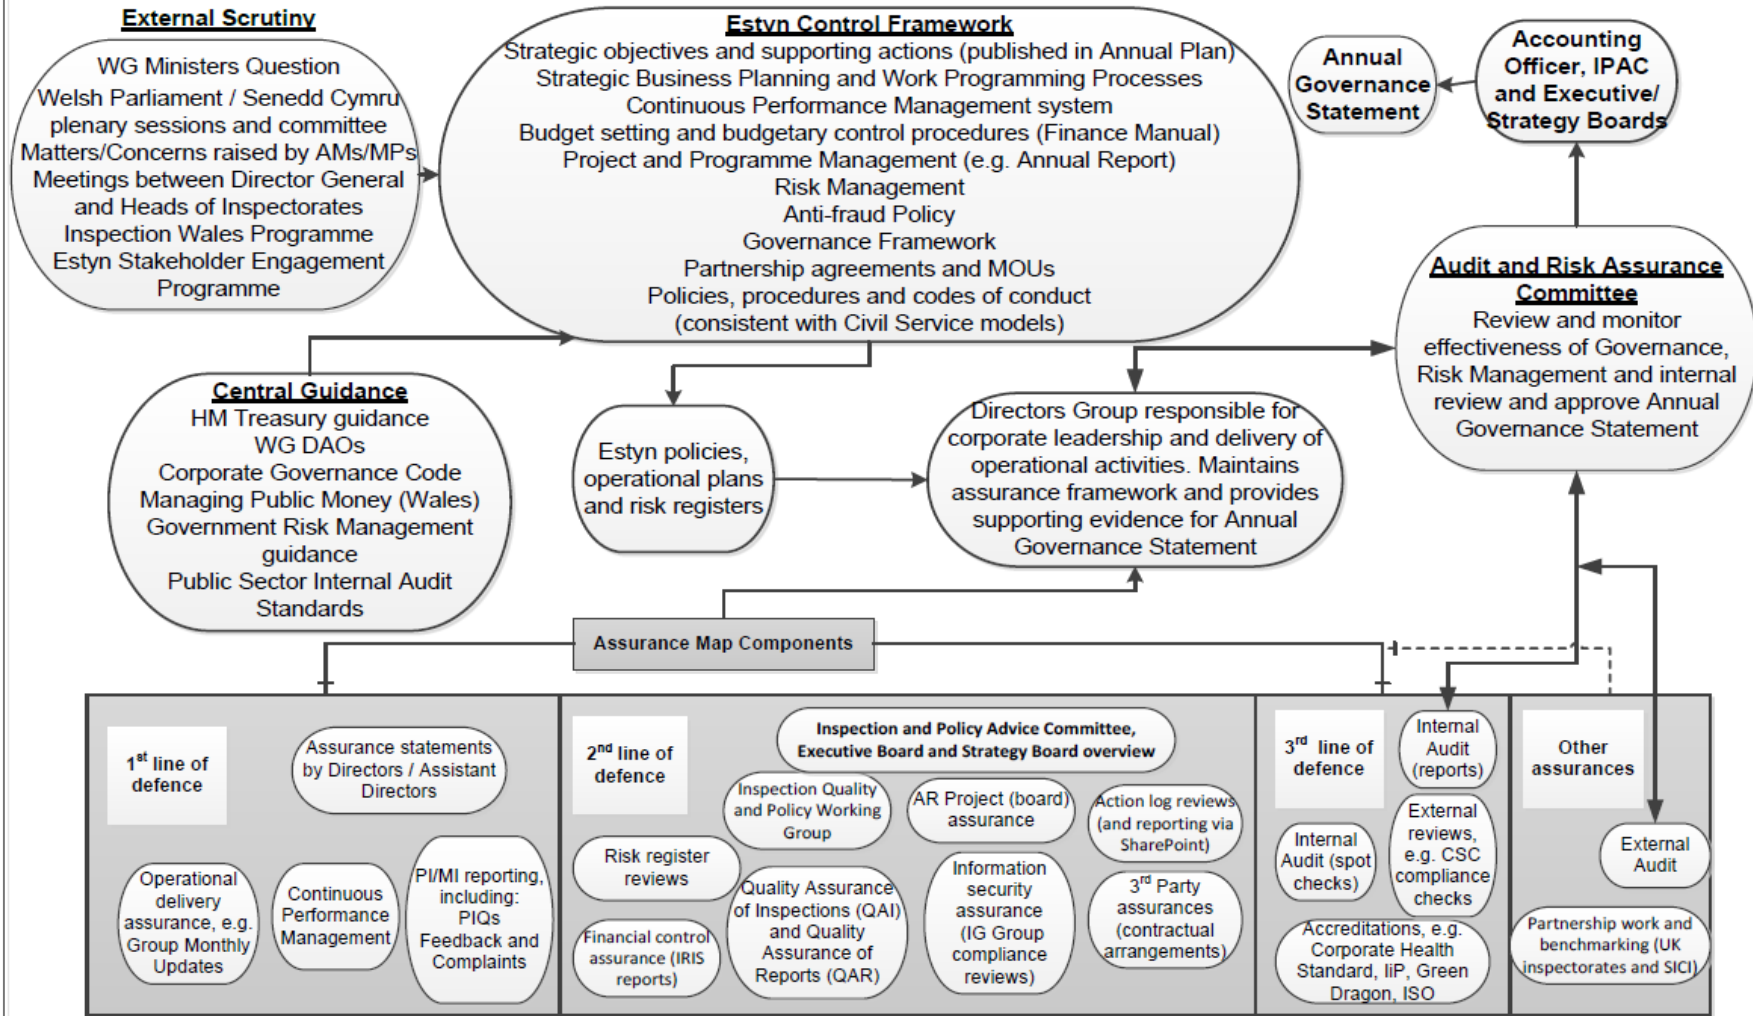 External Scrutiny
WG Ministers Question
Welsh Parliament / Senedd Cymru
plenary sessions and committee
Matters/Concerns raised by AMs/MPs
Meetings between Director General
and Heads of Inspectorates
Inspection Wales Programme
Estyn Stakeholder Engagement
Programme
Estyn Control Framework
Strategic objectives and supporting actions (published in Annual Plan)
Strategic Business Planning and Work Programming Processes
Continuous Performance Management system
Budget setting and budgetary control procedures (Finance Manual)
Project and Programme Management (e.g. Annual Report)
Risk Management
Anti-fraud Policy
Governance Framework
Partnership agreements and MOUs
Policies, procedures and codes of conduct
(consistent with Civil Service models)
Annual
Governance
Statement
Accounting
Officer, IPAC
and Executive/
Strategy Boards
Audit and Risk Assurance
Committee
Review and monitor
effectiveness of Governance,
Risk Management and internal
review and approve Annual
Governance Statement
Central Guidance
HM Treasury guidance
WG DAOs
Corporate Governance Code
Managing Public Money (Wales)
Government Risk Management
guidance
Public Sector Internal Audit
Standards
Estyn policies,
operational plans
and risk registers
Directors Group responsible for
corporate leadership and delivery of
operational activities. Maintains
assurance framework and provides
supporting evidence for Annual
Governance Statement
Assurance Map Components
1st line of
defence
Assurance statements
by Directors / Assistant
Directors
Operational
delivery
assurance, e.g.
Group Monthly
Updates
Continuous
Performance
Management
PI/MI reporting,
including:
PIQs
Feedback and
Complaints
2nd line of
defence
Inspection and Policy Advice Committee,
Executive Board and Strategy Board overview
Inspection Quality
and Policy Working
Group
AR Project (board)
assurance
Action log reviews
(and reporting via
SharePoint)
Risk register
reviews
Quality Assurance
of Inspections (QAI)
and Quality
Assurance of
Reports (QAR)
Information
security
assurance
(IG Group
compliance
reviews)
3rd Party
assurances
(contractual
arrangements)
Financial control
assurance (IRIS
reports)
3rd line of
defence
Internal
Audit
(reports)
Internal
Audit (spot
checks)
External
reviews,
e.g. CSC
compliance
checks
Accreditations, e.g.
Corporate Health
Standard, IiP, Green
Dragon, ISO
Other
assurances
External
Audit
Partnership work and
benchmarking (UK
inspectorates and SICI)